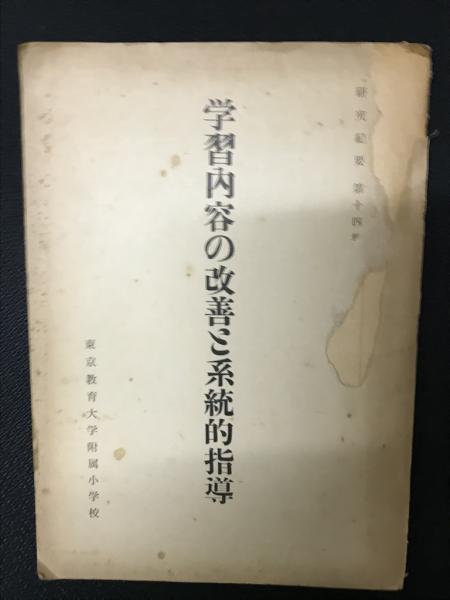 研究紀要 第十四
学習内容の改善と系統的指導
東京教育大学附属小学校